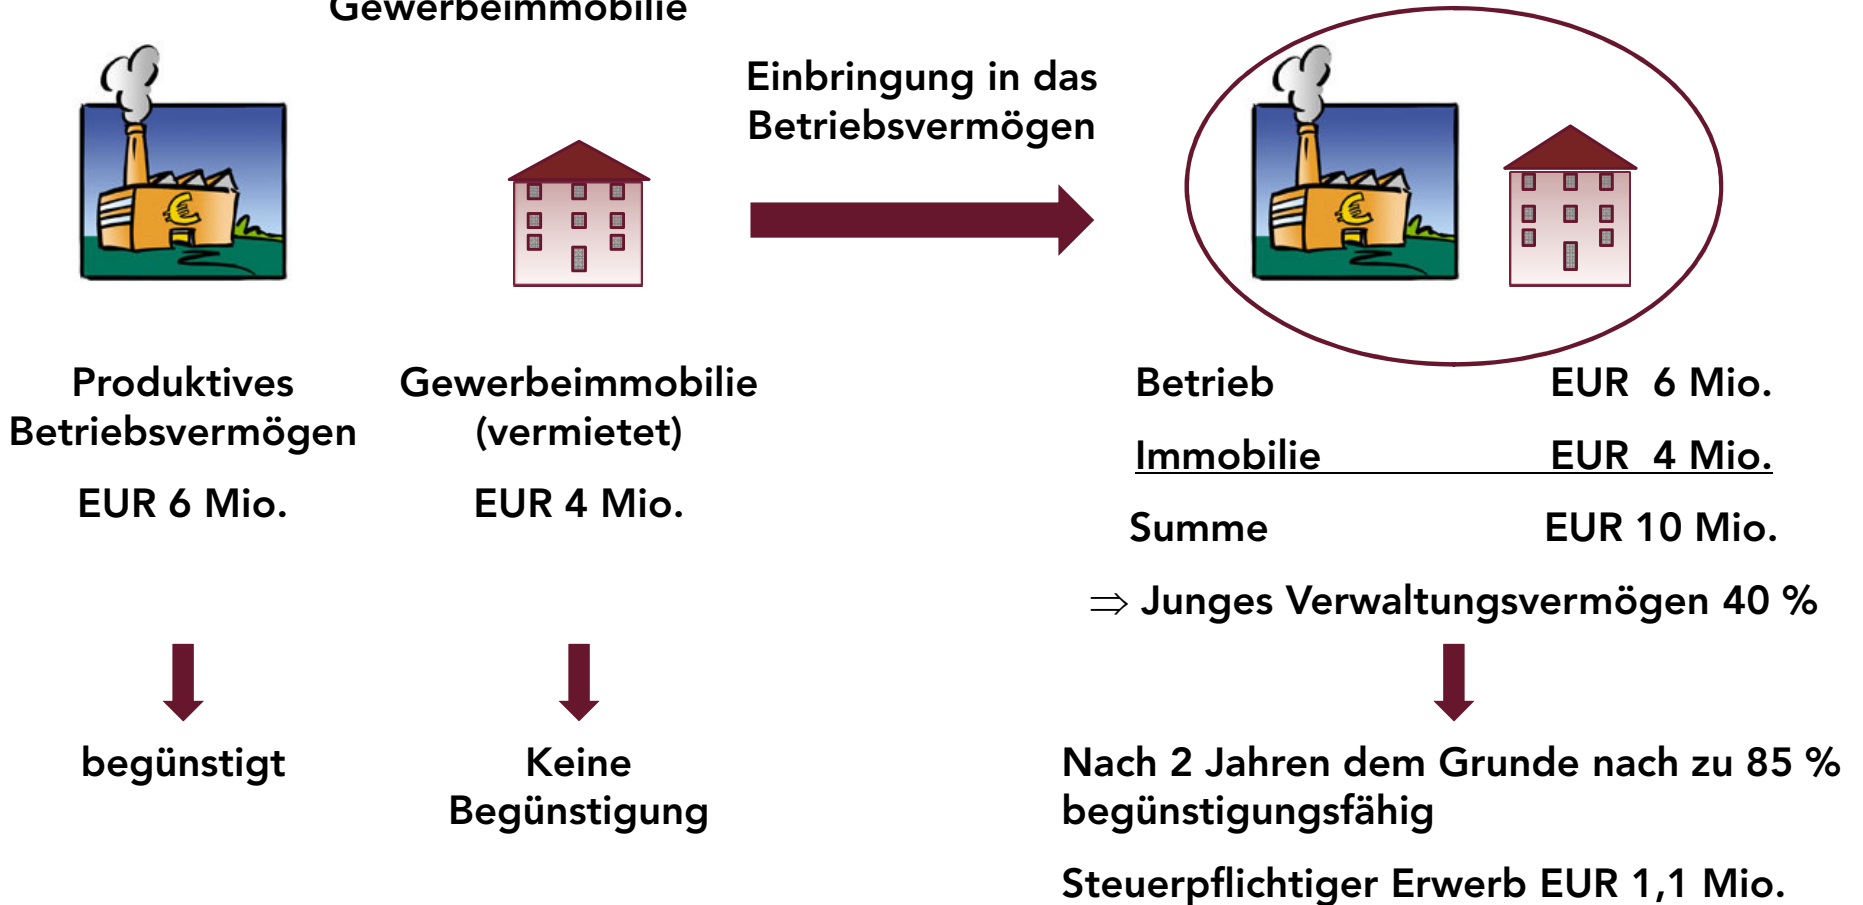 Gewerbeimmobilie
Einbringung in das
Betriebsvermögen
Produktives
Betriebsvermögen
EUR 6 Mio.
Gewerbeimmobilie
(vermietet)
EUR 4 Mio.
Betrieb EUR 6 Mio.
Immobilie EUR 4 Mio.
Summe EUR 10 Mio.
⇒ Junges Verwaltungsvermögen 40 %
begünstigt
Keine
Begünstigung
Nach 2 Jahren dem Grunde nach zu 85 %
begünstigungsfähig
Steuerpflichtiger Erwerb EUR 1,1 Mio.